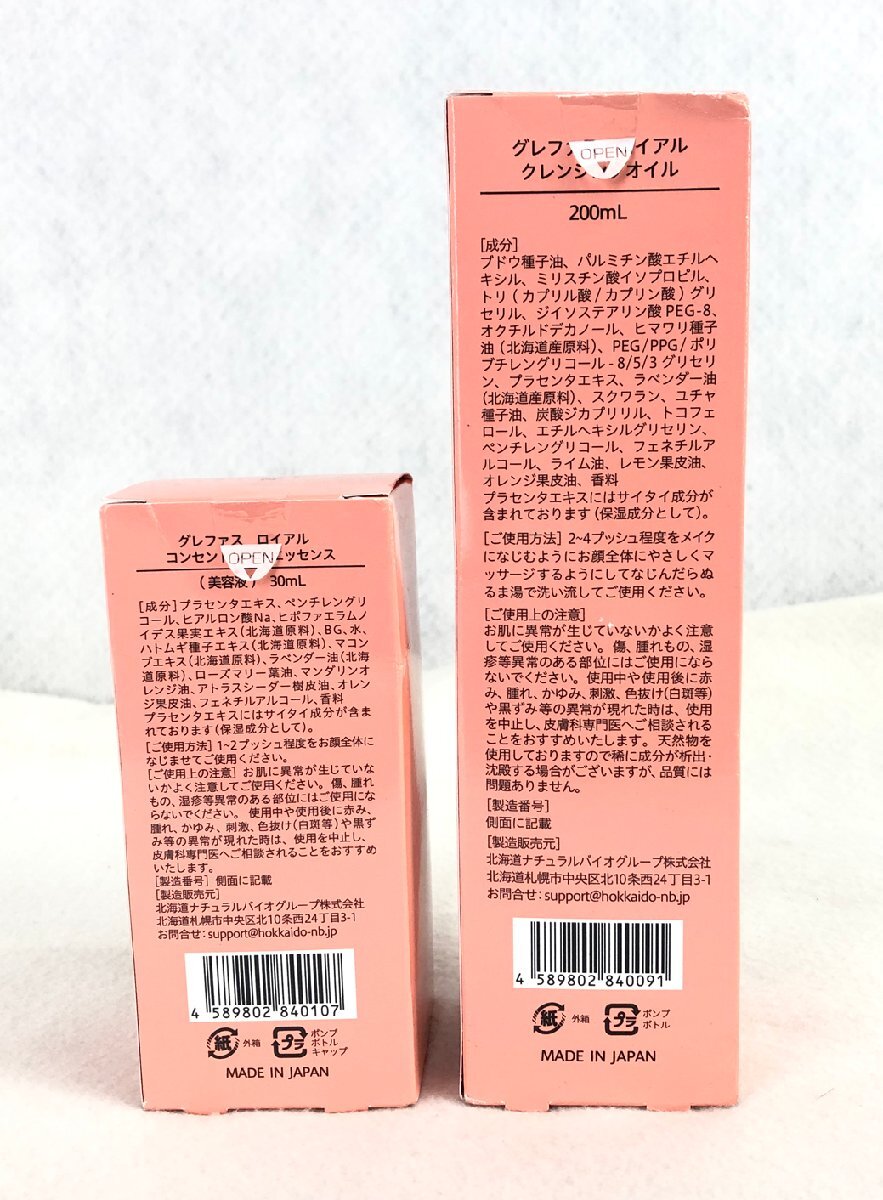 グレファス ロイアル
コンセン ッセンス
(美容液) 30mL
[成分]プラセンタエキス、ペンチレングリ
コール、ヒアルロン酸Na、ヒポファエラムノ
イデス果実エキス(北海道原料)、BG、水、
ハトムギ種子エキス(北海道原料)、マコン
ブエキス(北海道原料)、ラベンダー油(北海
道原料)、ローズマリー葉油、マンダリンオ
レンジ油、アトラスシーダー樹皮油、オレン
ジ果皮油、フェネチルアルコール、香料
プラセンタエキスにはサイタイ成分が含ま
れております(保湿成分として)。
[ご使用方法] 1~2プッシュ程度をお顔全体に
なじませてご使用ください。
[ご使用上の注意] お肌に異常が生じていな
いかよく注意してご使用ください。傷、腫れ
もの、湿疹等異常のある部位にはご使用にな
らないでください。 使用中や使用後に赤み、
腫れ、かゆみ、刺激、色抜け(白斑等)や黒ず
み等の異常が現れた時は、使用を中止し、
皮膚科専門医へご相談されることをおすすめ
いたします。
[製造番号] 側面に記載
[製造販売元]
北海道ナチュラルバイオグループ株式会社
北海道札幌市中央区北10条西24丁目3-1
お問合せ:support@hokkaido-nb.jp
OPEN
4 589802 840107
紙 外箱 プラ ポンプ
ボトル
キャップ
MADE IN JAPAN
グレファ イアル
クレンジ オイル
OPEN
200mL
[成分]
ブドウ種子油、パルミチン酸エチルヘ
キシル、ミリスチン酸イソプロピル、
トリ(カプリル酸/カプリン酸)グリ
セリル、ジイソステアリン酸PEG-8、
オクチルドデカノール、ヒマワリ種子
油(北海道産原料)、PEG/PPG/ポリ
ブチレングリコール-8/5/3グリセリ
ン、プラセンタエキス、ラベンダー油
(北海道産原料)、スクワラン、ユチャ
種子油、炭酸ジカプリリル、トコフェ
ロール、エチルヘキシルグリセリン、
ペンチレングリコール、フェネチルア
ルコール、ライム油、レモン果皮油、
オレンジ果皮油、香料
プラセンタエキスにはサイタイ成分が
含まれております(保湿成分として)。
[ご使用方法] 2~4プッシュ程度をメイク
になじむようにお顔全体にやさしくマ
ッサージするようにしてなじんだらぬ
るま湯で洗い流してご使用ください。
[ご使用上の注意]
お肌に異常が生じていないかよく注意
してご使用ください。傷、腫れもの、湿
疹等異常のある部位にはご使用になら
ないでください。使用中や使用後に赤
み、腫れ、かゆみ、刺激、色抜け(白斑等)
や黒ずみ等の異常が現れた時は、使用
を中止し、皮膚科専門医へご相談される
ことをおすすめいたします。 天然物を
使用しておりますので稀に成分が析出・
沈殿する場合がございますが、品質には
問題ありません。
[製造番号]
側面に記載
[製造販売元]
北海道ナチュラルバイオグループ株式会社
北海道札幌市中央区北10条西24丁目3-1
お問合せ:support@hokkaido-nb.jp
4 589802 840091
紙 外箱 プラ ポンプ
ボトル
MADE IN JAPAN